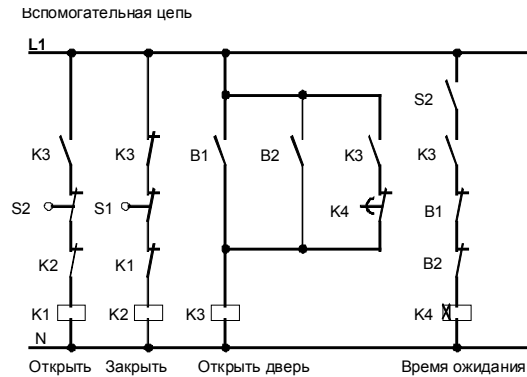 Вспомогательная цепь
L1
S2
K3 K3 B1 B2 K3 K3
S2 S1 K4 B1
K2 K1 B2
K1 K2 K3 K4
N
Открыть Закрыть Открыть дверь Время ожидания